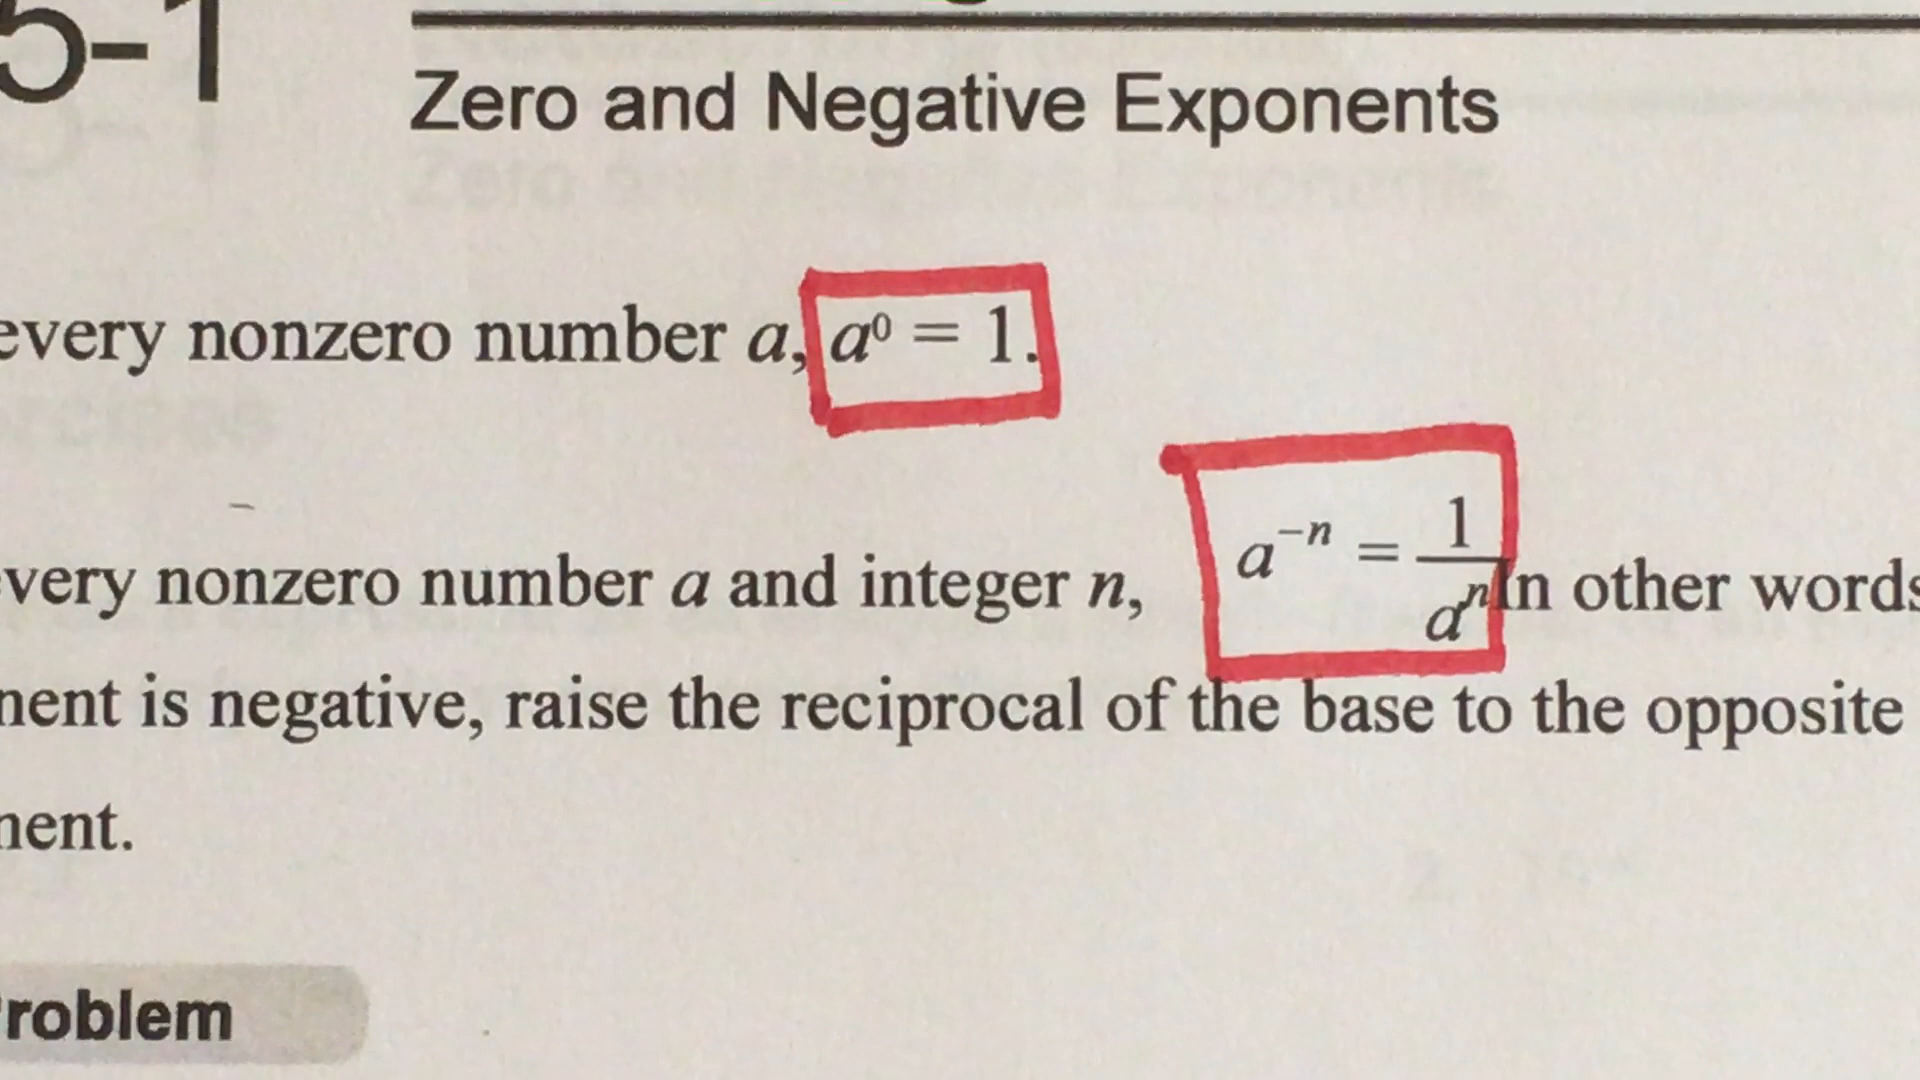 5-1
Zero and Negative Exponents
every nonzero number a, a⁰ = 1.
very nonzero number a and integer n, a⁻ⁿ = 1/aⁿ In other words
nent is negative, raise the reciprocal of the base to the opposite
nent.
roblem